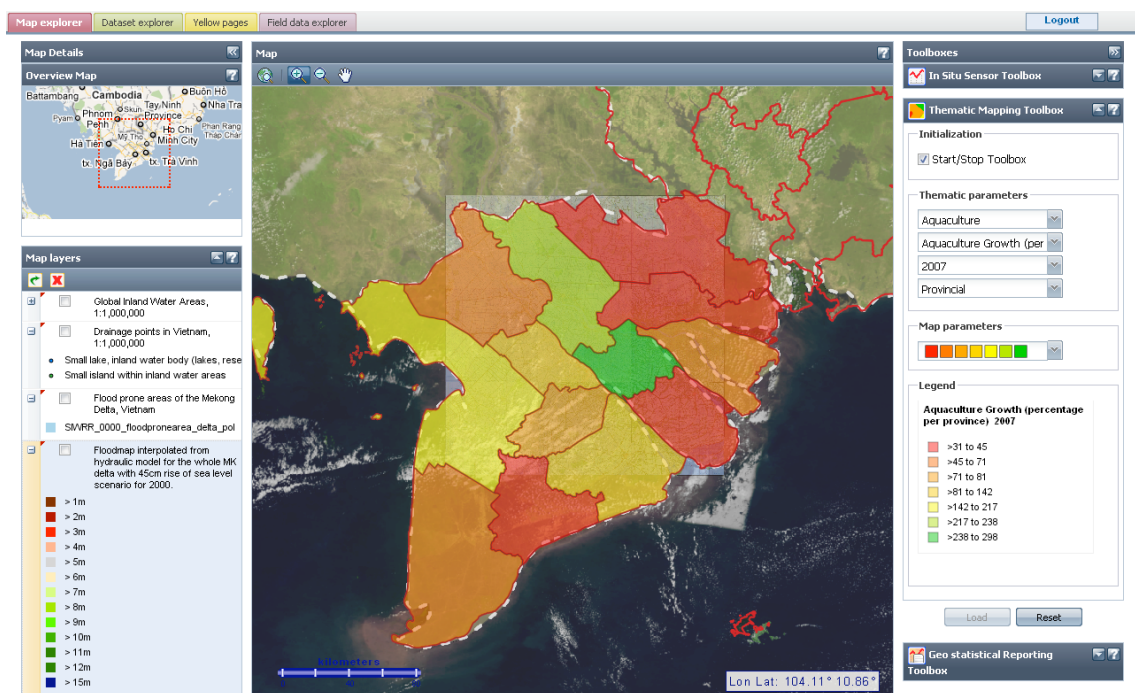 Map explorer
Dataset explorer
Yellow pages
Field data explorer
Logout
Map Details
Overview Map
?
Battambang
Cambodia
Buôn Hồ
Pyam
Phnom
Penh
Skun
Tay Ninh
Province
Nha Tra
Hà Tiên
Mỹ Tho
Ho Chi
Minh City
Phan Rang
Tháp Chàm
tx. Ngã Bảy
tx. Trà Vinh
Map layers
?
Global Inland Water Areas,
1:1,000,000
Drainage points in Vietnam,
1:1,000,000
Small lake, inland water body (lakes, rese
Small island within inland water areas
Flood prone areas of the Mekong
Delta, Vietnam
SIWRR_0000_floodpronearea_delta_pol
Floodmap interpolated from
hydraulic model for the whole MK
delta with 45cm rise of sea level
scenario for 2000.
> 1m
> 2m
> 3m
> 4m
> 5m
> 6m
> 7m
> 8m
> 9m
> 10m
> 11m
> 12m
> 15m
Map
?
kilometers
Lon Lat: 104.11° 10.86°
Toolboxes
In Situ Sensor Toolbox
?
Thematic Mapping Toolbox
?
Initialization
Start/Stop Toolbox
Thematic parameters
Aquaculture
Aquaculture Growth (per
2007
Provincial
Map parameters
Legend
Aquaculture Growth (percentage
per province) 2007
>31 to 45
>45 to 71
>71 to 81
>81 to 142
>142 to 217
>217 to 238
>238 to 298
Load
Reset
Geo statistical Reporting
Toolbox
?